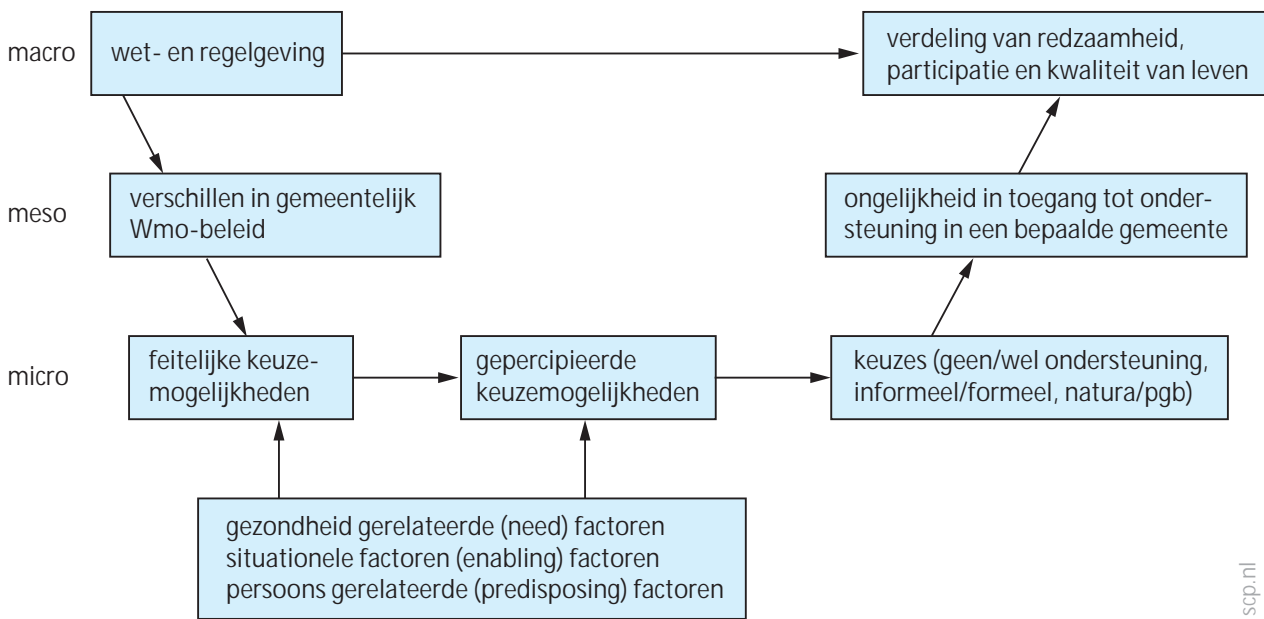 macro
wet- en regelgeving
verdeling van redzaamheid,
participatie en kwaliteit van leven
meso
verschillen in gemeentelijk
Wmo-beleid
ongelijkheid in toegang tot onder-
steuning in een bepaalde gemeente
micro
feitelijke keuze-
mogelijkheden
gepercipieerde
keuzemogelijkheden
keuzes (geen/wel ondersteuning,
informeel/formeel, natura/pgb)
gezondheid gerelateerde (need) factoren
situationele factoren (enabling) factoren
persoons gerelateerde (predisposing) factoren
scp.nl